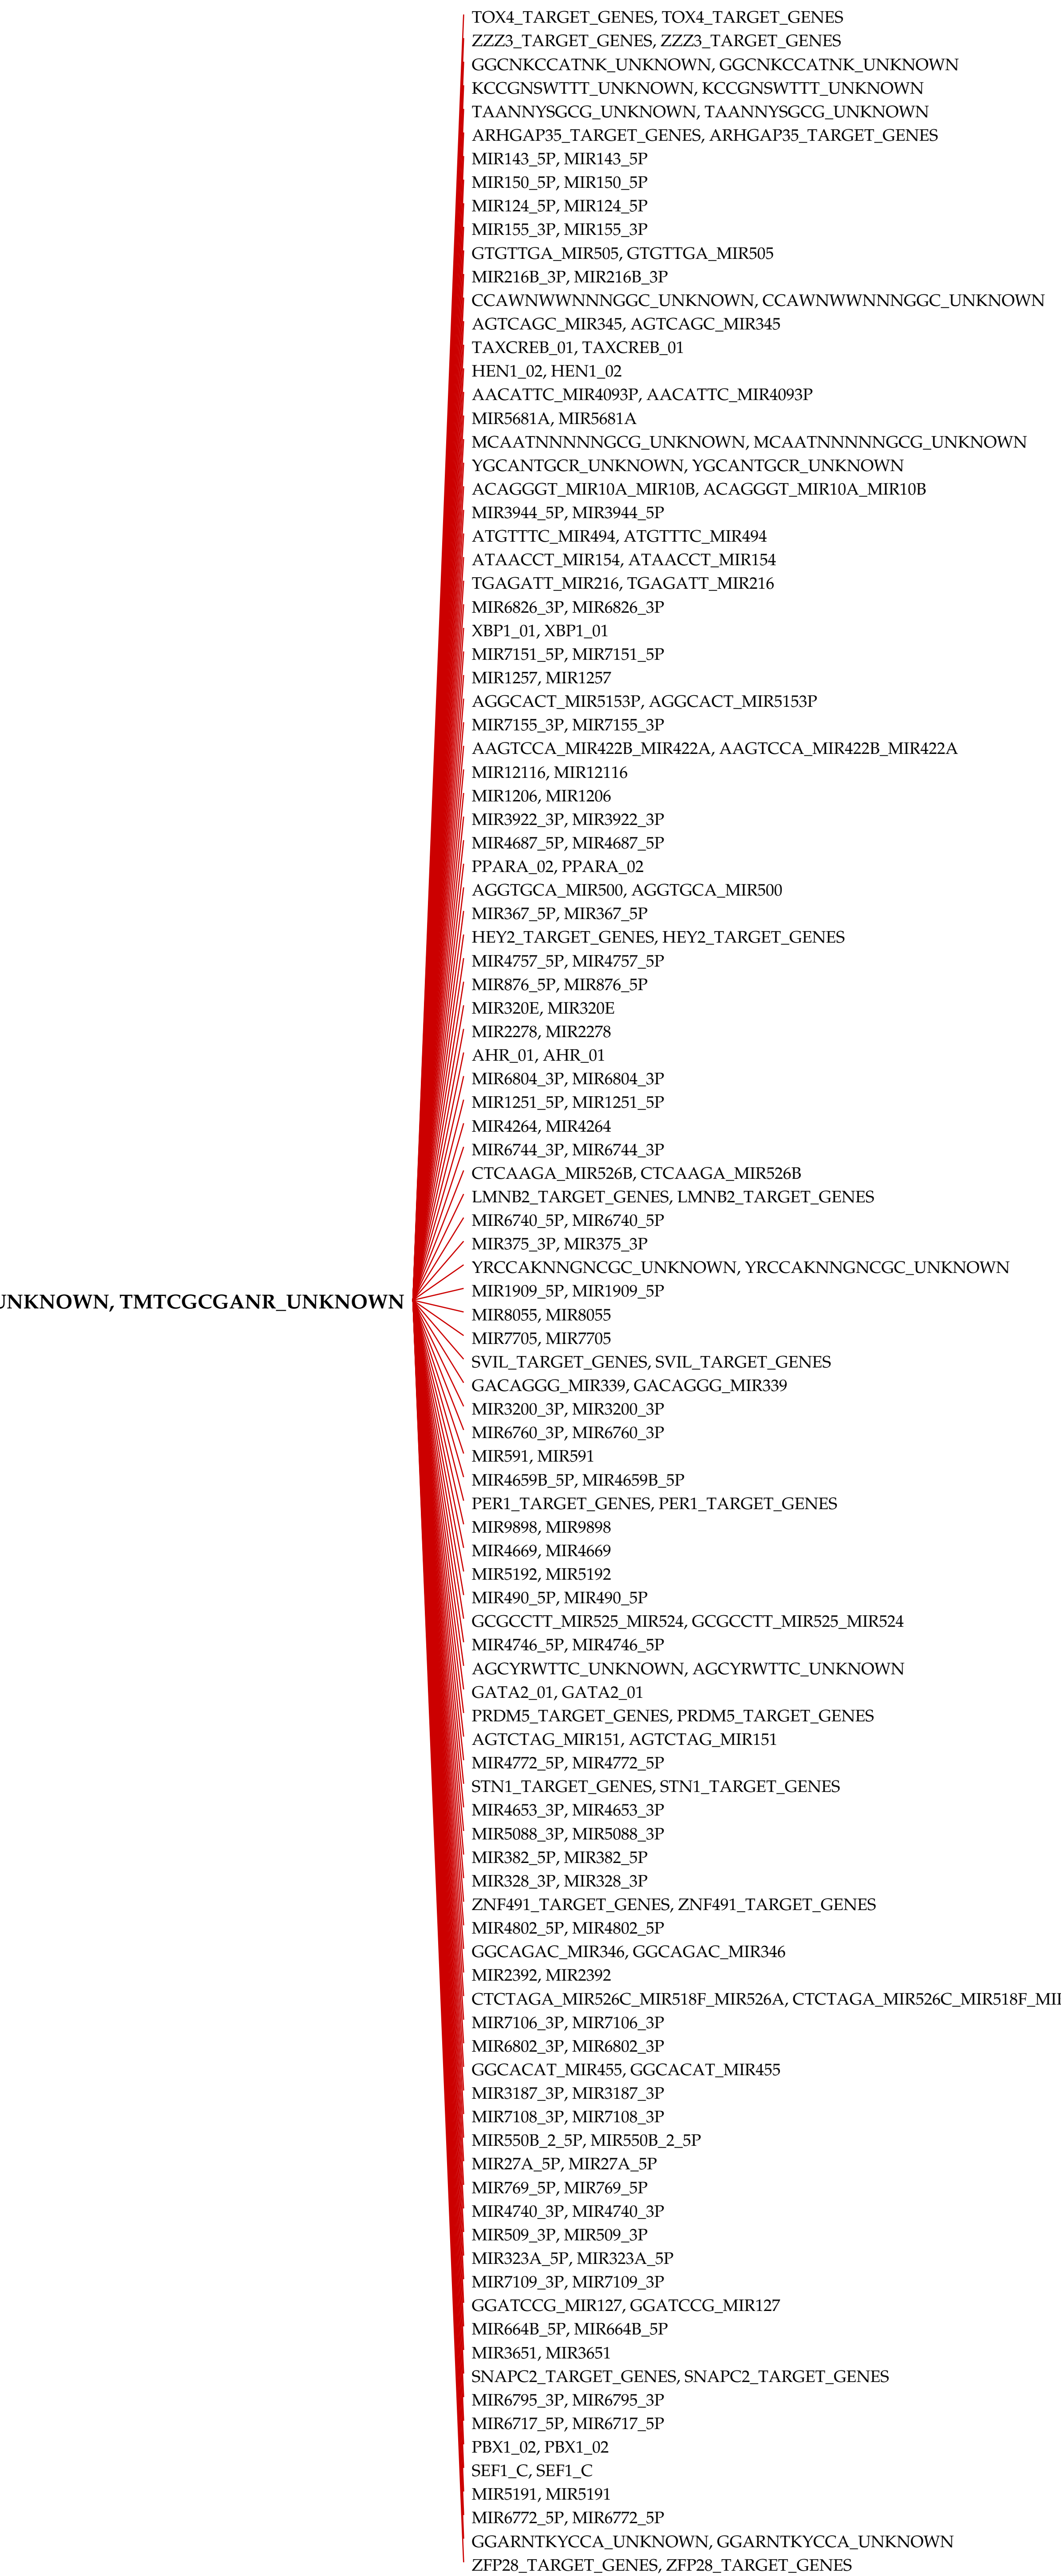 TOX4_TARGET_GENES, TOX4_TARGET_GENES
ZZZ3_TARGET_GENES, ZZZ3_TARGET_GENES
GGCNKCCATNK_UNKNOWN, GGCNKCCATNK_UNKNOWN
KCCGNSWTTT_UNKNOWN, KCCGNSWTTT_UNKNOWN
TAANNYSGCG_UNKNOWN, TAANNYSGCG_UNKNOWN
ARHGAP35_TARGET_GENES, ARHGAP35_TARGET_GENES
MIR143_5P, MIR143_5P
MIR150_5P, MIR150_5P
MIR124_5P, MIR124_5P
MIR155_3P, MIR155_3P
GTGTTGA_MIR505, GTGTTGA_MIR505
MIR216B_3P, MIR216B_3P
CCAWNWWNNNGGC_UNKNOWN, CCAWNWWNNNGGC_UNKNOWN
AGTCAGC_MIR345, AGTCAGC_MIR345
TAXCREB_01, TAXCREB_01
HEN1_02, HEN1_02
AACATTC_MIR4093P, AACATTC_MIR4093P
MIR5681A, MIR5681A
MCAATNNNNNGCG_UNKNOWN, MCAATNNNNNGCG_UNKNOWN
YGCANTGCR_UNKNOWN, YGCANTGCR_UNKNOWN
ACAGGGT_MIR10A_MIR10B, ACAGGGT_MIR10A_MIR10B
MIR3944_5P, MIR3944_5P
ATGTTTC_MIR494, ATGTTTC_MIR494
ATAACCT_MIR154, ATAACCT_MIR154
TGAGATT_MIR216, TGAGATT_MIR216
MIR6826_3P, MIR6826_3P
XBP1_01, XBP1_01
MIR7151_5P, MIR7151_5P
MIR1257, MIR1257
AGGCACT_MIR5153P, AGGCACT_MIR5153P
MIR7155_3P, MIR7155_3P
AAGTCCA_MIR422B_MIR422A, AAGTCCA_MIR422B_MIR422A
MIR12116, MIR12116
MIR1206, MIR1206
MIR3922_3P, MIR3922_3P
MIR4687_5P, MIR4687_5P
PPARA_02, PPARA_02
AGGTGCA_MIR500, AGGTGCA_MIR500
MIR367_5P, MIR367_5P
HEY2_TARGET_GENES, HEY2_TARGET_GENES
MIR4757_5P, MIR4757_5P
MIR876_5P, MIR876_5P
MIR320E, MIR320E
MIR2278, MIR2278
AHR_01, AHR_01
MIR6804_3P, MIR6804_3P
MIR1251_5P, MIR1251_5P
MIR4264, MIR4264
MIR6744_3P, MIR6744_3P
CTCAAGA_MIR526B, CTCAAGA_MIR526B
LMNB2_TARGET_GENES, LMNB2_TARGET_GENES
MIR6740_5P, MIR6740_5P
MIR375_3P, MIR375_3P
YRCCAKNNGNCGC_UNKNOWN, YRCCAKNNGNCGC_UNKNOWN
MIR1909_5P, MIR1909_5P
UNKNOWN, TMTCGCGANR_UNKNOWN
MIR8055, MIR8055
MIR7705, MIR7705
SVIL_TARGET_GENES, SVIL_TARGET_GENES
GACAGGG_MIR339, GACAGGG_MIR339
MIR3200_3P, MIR3200_3P
MIR6760_3P, MIR6760_3P
MIR591, MIR591
MIR4659B_5P, MIR4659B_5P
PER1_TARGET_GENES, PER1_TARGET_GENES
MIR9898, MIR9898
MIR4669, MIR4669
MIR5192, MIR5192
MIR490_5P, MIR490_5P
GCGCCTT_MIR525_MIR524, GCGCCTT_MIR525_MIR524
MIR4746_5P, MIR4746_5P
AGCYRWTTC_UNKNOWN, AGCYRWTTC_UNKNOWN
GATA2_01, GATA2_01
PRDM5_TARGET_GENES, PRDM5_TARGET_GENES
AGTCTAG_MIR151, AGTCTAG_MIR151
MIR4772_5P, MIR4772_5P
STN1_TARGET_GENES, STN1_TARGET_GENES
MIR4653_3P, MIR4653_3P
MIR5088_3P, MIR5088_3P
MIR382_5P, MIR382_5P
MIR328_3P, MIR328_3P
ZNF491_TARGET_GENES, ZNF491_TARGET_GENES
MIR4802_5P, MIR4802_5P
GGCAGAC_MIR346, GGCAGAC_MIR346
MIR2392, MIR2392
CTCTAGA_MIR526C_MIR518F_MIR526A, CTCTAGA_MIR526C_MIR518F_MI
MIR7106_3P, MIR7106_3P
MIR6802_3P, MIR6802_3P
GGCACAT_MIR455, GGCACAT_MIR455
MIR3187_3P, MIR3187_3P
MIR7108_3P, MIR7108_3P
MIR550B_2_5P, MIR550B_2_5P
MIR27A_5P, MIR27A_5P
MIR769_5P, MIR769_5P
MIR4740_3P, MIR4740_3P
MIR509_3P, MIR509_3P
MIR323A_5P, MIR323A_5P
MIR7109_3P, MIR7109_3P
GGATCCG_MIR127, GGATCCG_MIR127
MIR664B_5P, MIR664B_5P
MIR3651, MIR3651
SNAPC2_TARGET_GENES, SNAPC2_TARGET_GENES
MIR6795_3P, MIR6795_3P
MIR6717_5P, MIR6717_5P
PBX1_02, PBX1_02
SEF1_C, SEF1_C
MIR5191, MIR5191
MIR6772_5P, MIR6772_5P
GGARNTKYCCA_UNKNOWN, GGARNTKYCCA_UNKNOWN
ZFP28_TARGET_GENES, ZFP28_TARGET_GENES